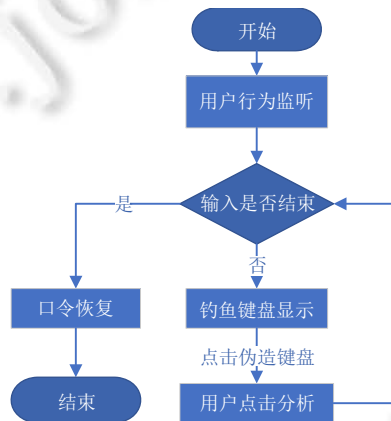 开始
用户行为监听
输入是否结束
是
否
口令恢复
钓鱼键盘显示
点击伪造键盘
结束
用户点击分析